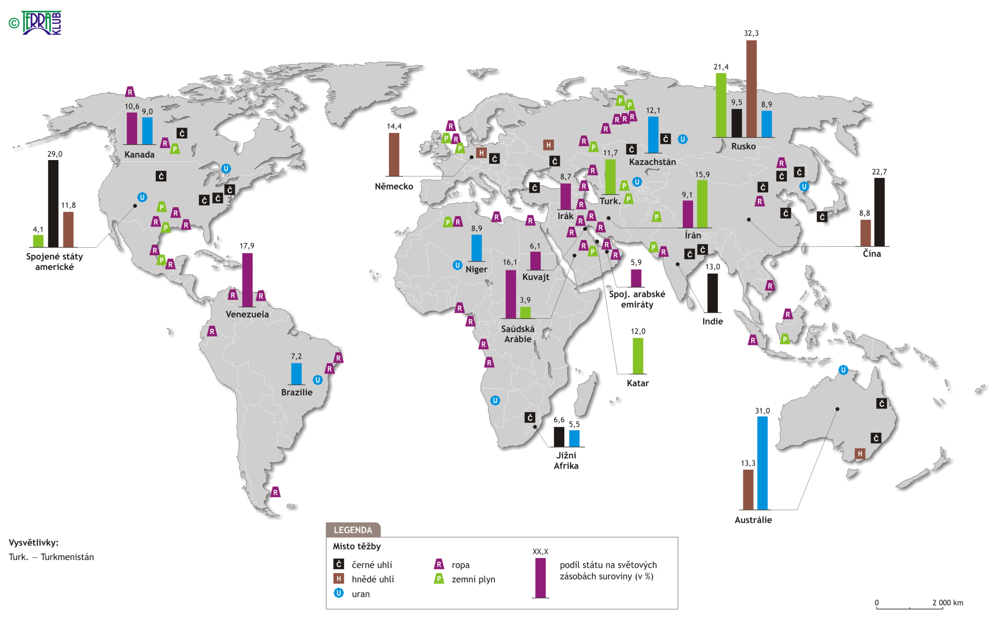 © TERRA KLUB
32,3
21,4
9,5
8,9
Rusko
R
10,6
9,0
Kanada
Č
R
P
29,0
11,8
4,1
Spojené státy
americké
U
Č
U
Č
Č
Č
P
R
R
P
R
R
P
R
17,9
R
R
Venezuela
R
7,2
Brazílie
U
R
R
R
14,4
Německo
R
P
R
P
H
Č
H
Č
Č
P
P
R
R
R
R
R
P
12,1
Č
U
Č
Kazachstán
11,7
Turk.
R
P
U
P
8,7
Irák
R
R
R
R
R
R
15,9
9,1
Írán
P
P
R
R
R
8,9
Niger
U
6,1
Kuvajt
R
P
R
R
16,1
3,9
Saúdská
Arábie
5,9
Spoj. arabské
emiráty
12,0
Katar
P
R
Č
Č
13,0
Indie
R
Č
Č
Č
U
R
Č
Č
22,7
8,8
Čína
R
R
R
P
R
R
R
R
U
Č
6,6
5,5
Jižní
Afrika
U
Č
Č
H
31,0
13,3
Austrálie
Vysvětlivky:
Turk. — Turkmenistán
LEGENDA
Místo těžby
Č černé uhlí
H hnědé uhlí
U uran
R ropa
P zemní plyn
XX,X
podíl státu na světových
zásobách suroviny (v %)
0 2 000 km